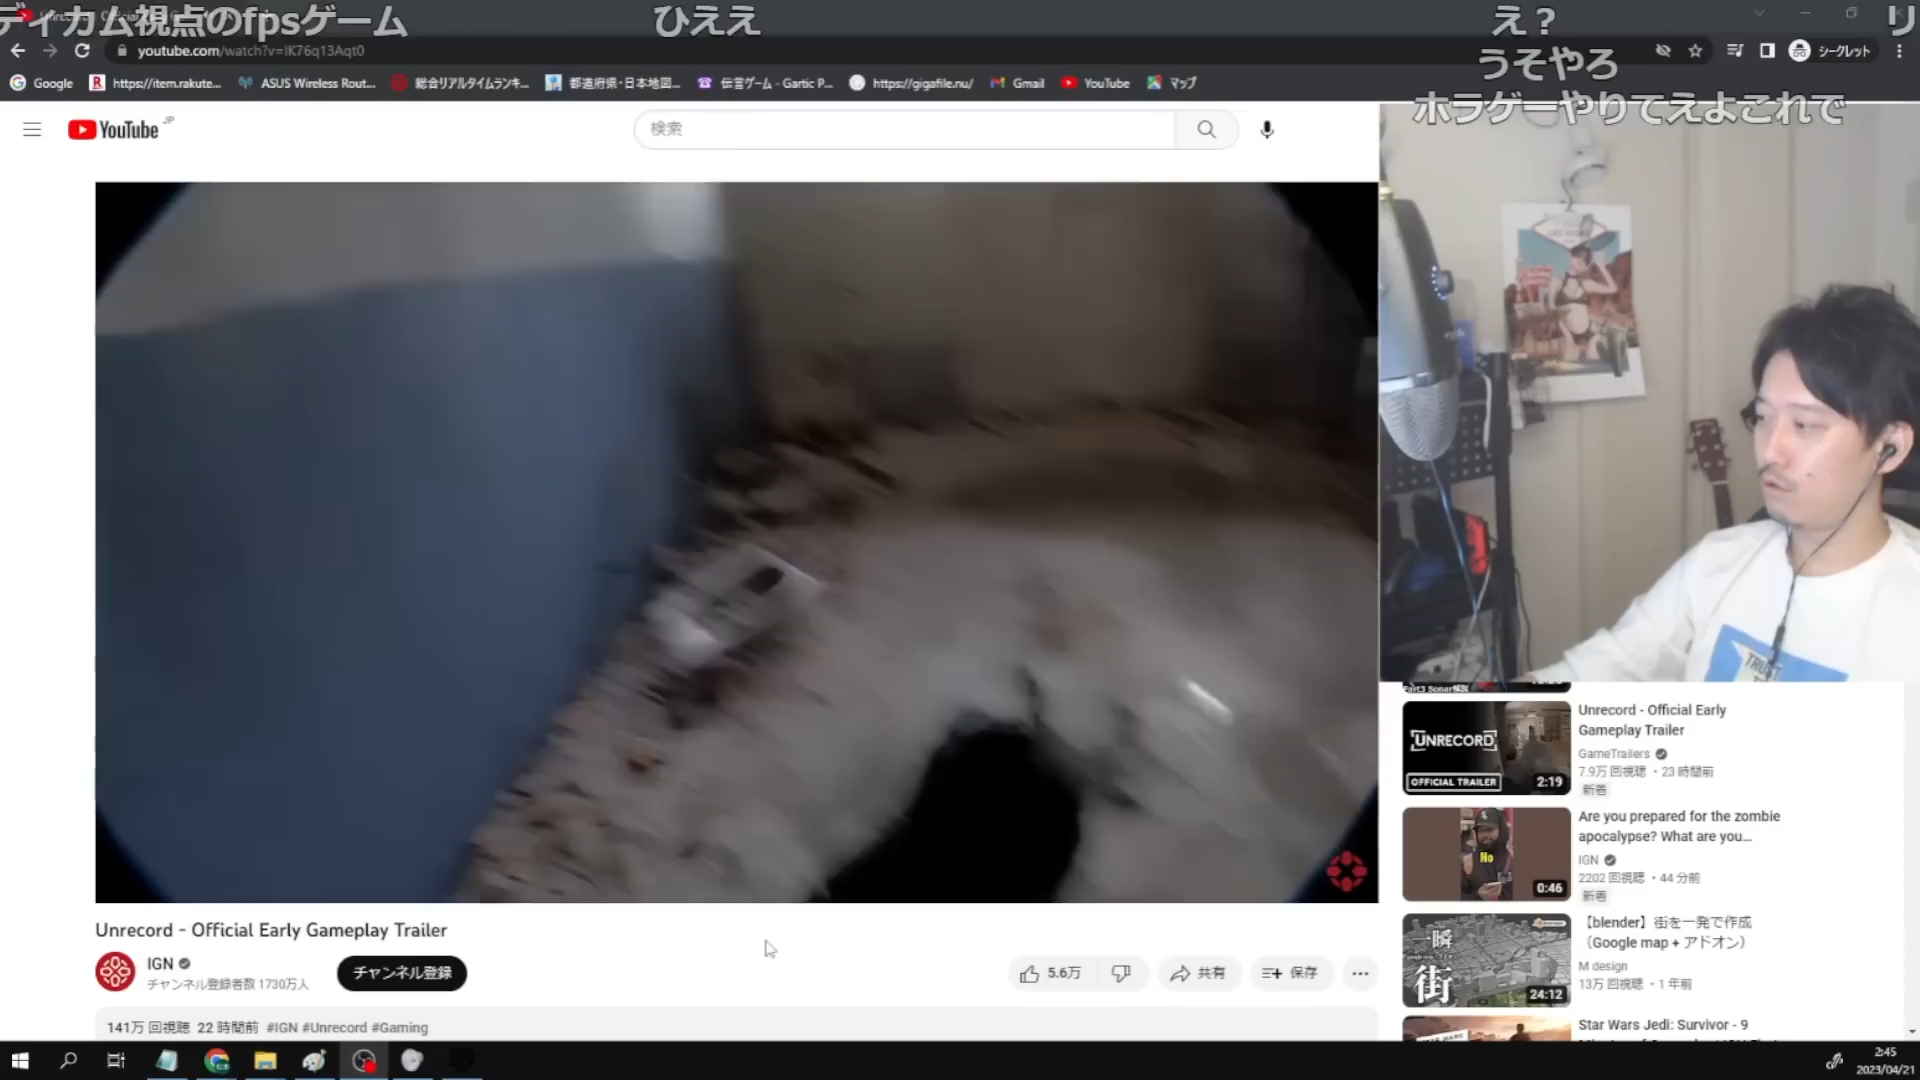 ディカム視点のfpsゲーム
ひええ
え？
リ
うそやろ
ホラゲーやりてえよこれで
youtube.com/watch?v=IK76q13Aqt0
シークレット
Google
https://item.rakute...
ASUS Wireless Rout...
総合リアルタイムランキ...
都道府県・日本地図...
伝言ゲーム - Gartic P...
https://gigafile.nu/
Gmail
YouTube
マップ
YouTube JP
検索
Part3 Sonar解説
Unrecord - Official Early
Gameplay Trailer
GameTrailers
7.9万 回視聴 ・23 時間前
新着
[UNRECORD]
OFFICIAL TRAILER
2:19
Are you prepared for the zombie
apocalypse? What are you...
IGN
2202 回視聴 ・44 分前
新着
No
0:46
【blender】街を一発で作成
（Google map + アドオン）
M design
13万 回視聴 ・1 年前
一瞬
街
24:12
Star Wars Jedi: Survivor - 9
Unrecord - Official Early Gameplay Trailer
IGN
チャンネル登録者数 1730万人
チャンネル登録
5.6万
共有
保存
141万 回視聴 22 時間前 #IGN #Unrecord #Gaming
2:45
2023/04/21